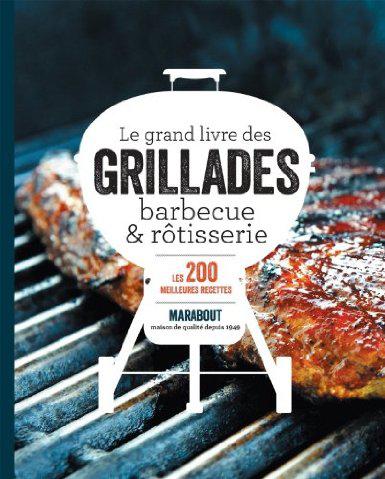 Le grand livre des
GRILLADES
barbecue
& rôtisserie
LES 200
MEILLEURES RECETTES
MARABOUT
maison de qualité depuis 1949